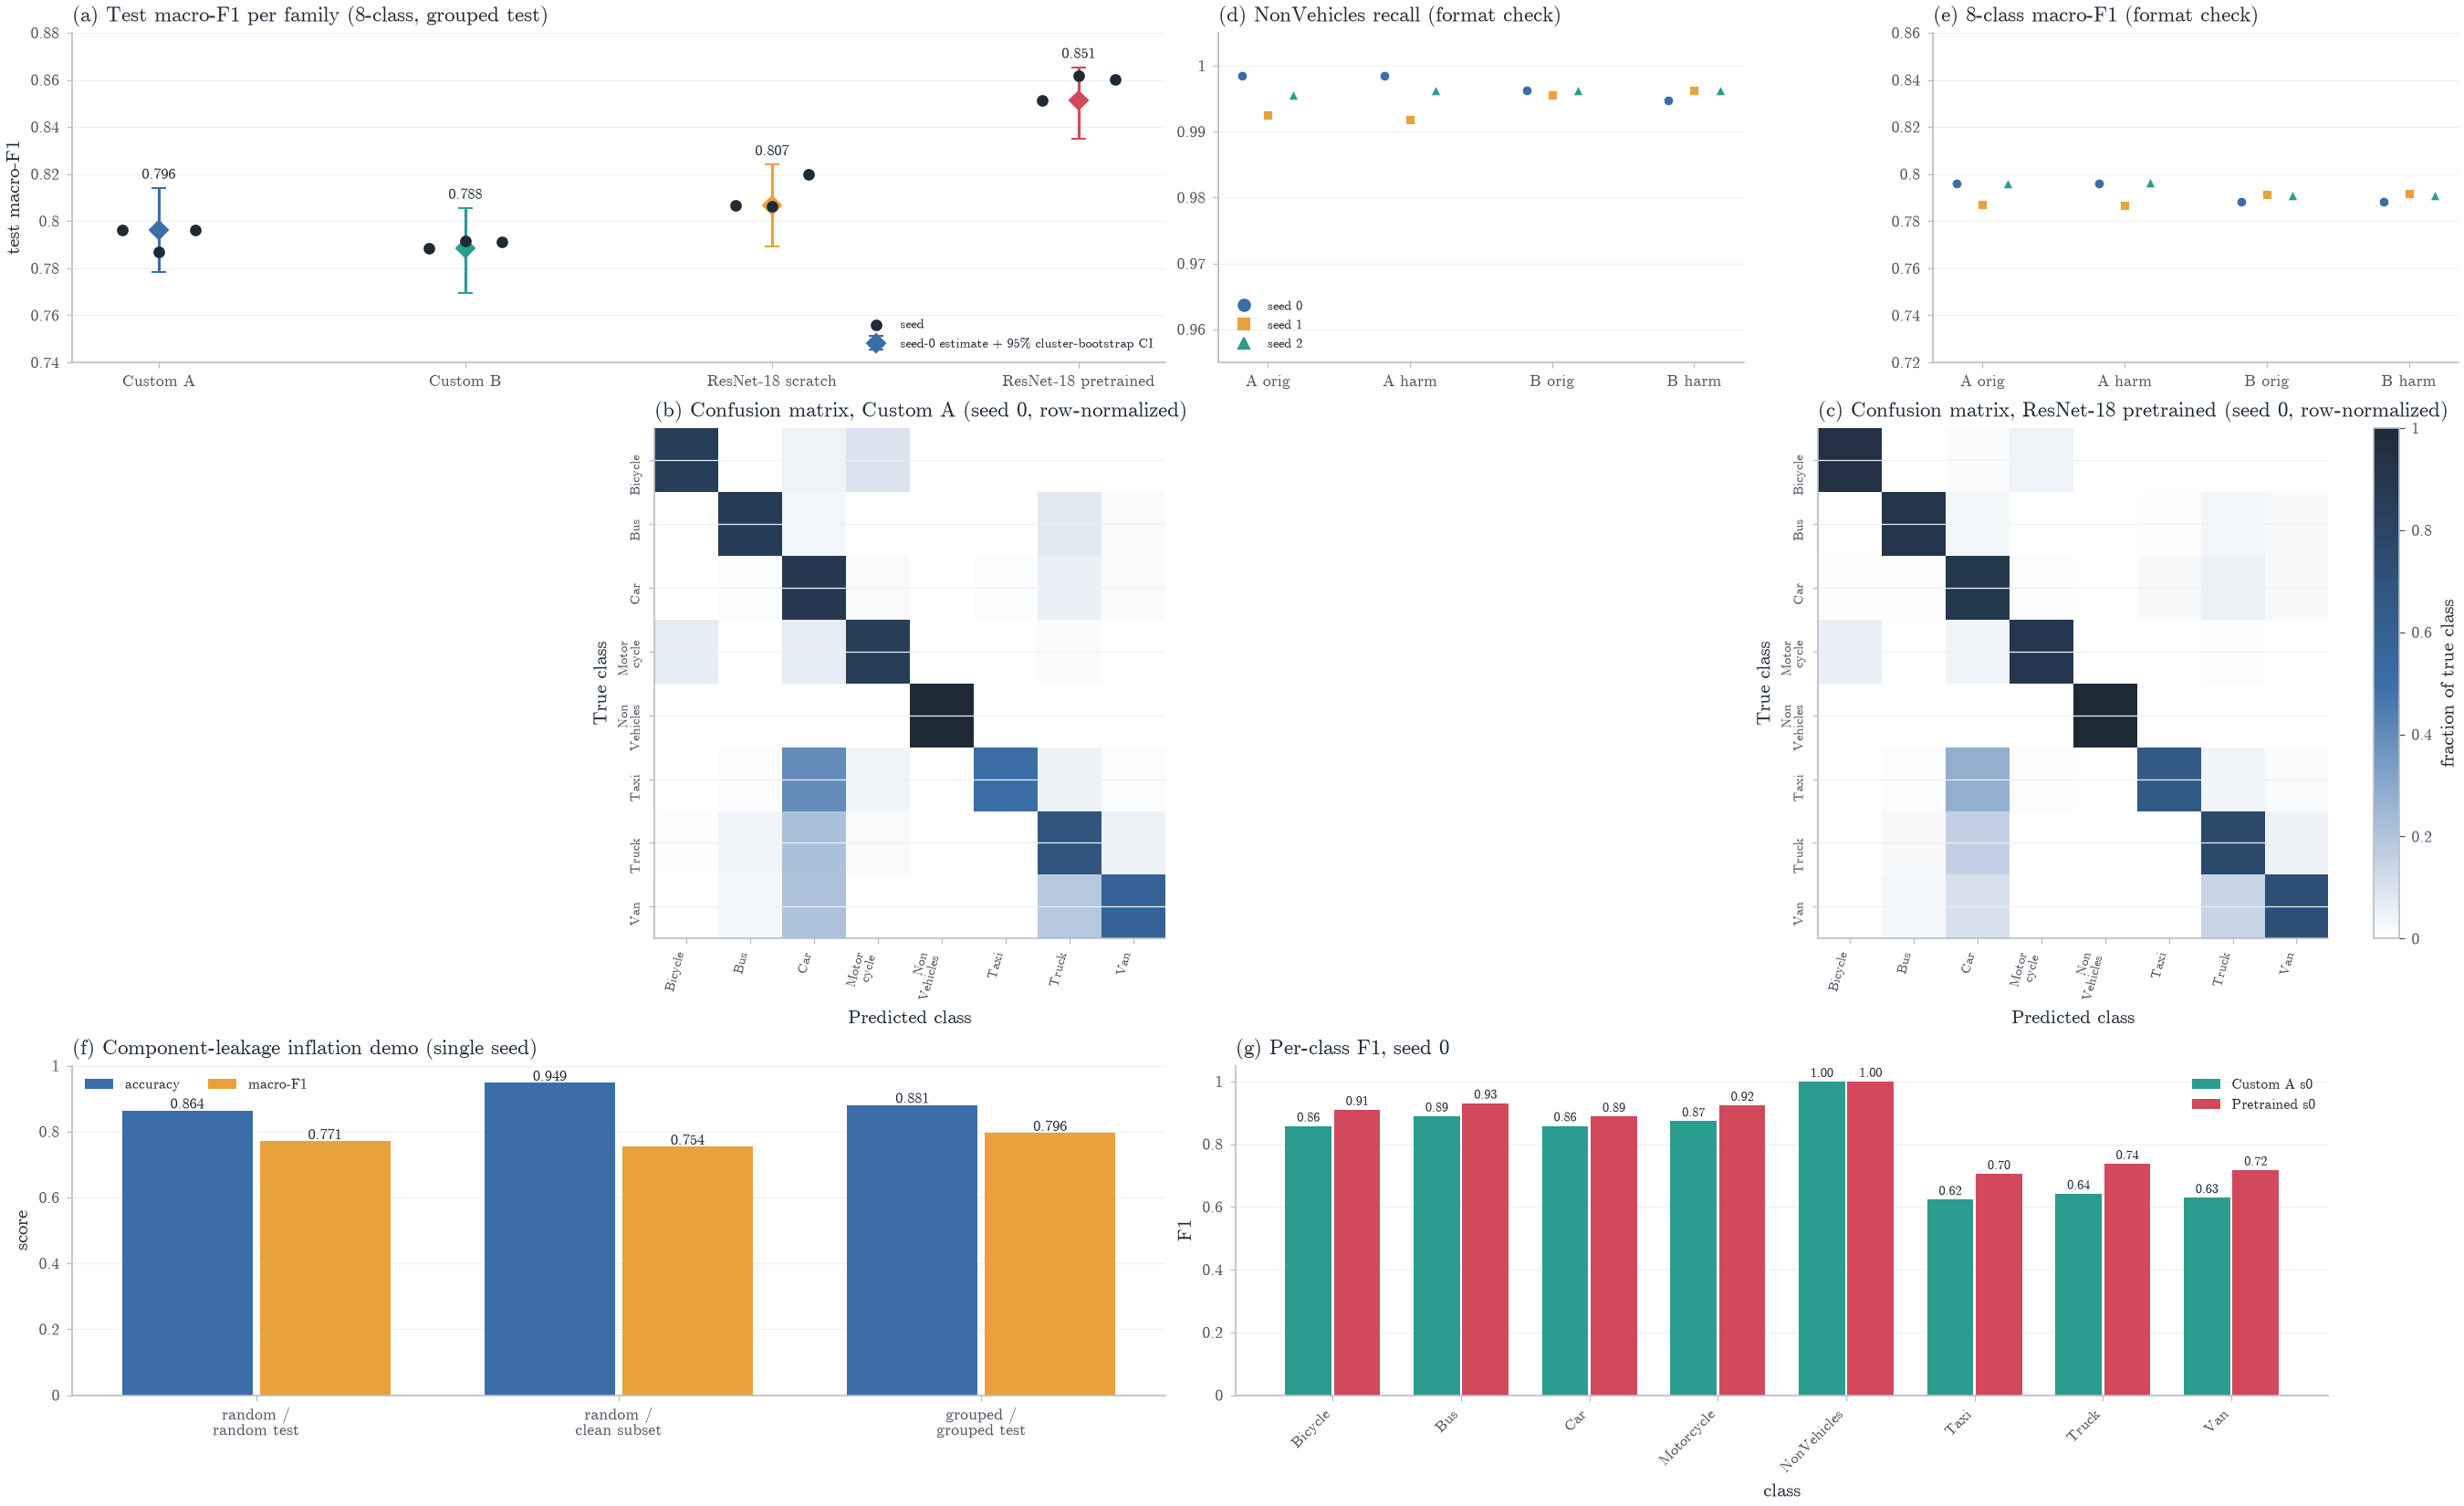 (a) Test macro-F1 per family (8-class, grouped test)
0.88
0.86
0.84
0.82
0.8
0.78
0.76
0.74
test macro-F1
0.796
0.788
0.807
0.851
seed
seed-0 estimate + 95% cluster-bootstrap CI
Custom A
Custom B
ResNet-18 scratch
ResNet-18 pretrained
(d) NonVehicles recall (format check)
1
0.99
0.98
0.97
0.96
seed 0
seed 1
seed 2
A orig
A harm
B orig
B harm
(e) 8-class macro-F1 (format check)
0.86
0.84
0.82
0.8
0.78
0.76
0.74
0.72
A orig
A harm
B orig
B harm
(b) Confusion matrix, Custom A (seed 0, row-normalized)
True class
Bicycle
Bus
Car
Motor
cycle
Non
Vehicles
Taxi
Truck
Van
Bicycle
Bus
Car
Motor
cycle
Non
Vehicles
Taxi
Truck
Van
Predicted class
(c) Confusion matrix, ResNet-18 pretrained (seed 0, row-normalized)
True class
Bicycle
Bus
Car
Motor
cycle
Non
Vehicles
Taxi
Truck
Van
Bicycle
Bus
Car
Motor
cycle
Non
Vehicles
Taxi
Truck
Van
Predicted class
1
0.8
0.6
0.4
0.2
0
fraction of true class
(f) Component-leakage inflation demo (single seed)
1
0.8
0.6
0.4
0.2
0
score
accuracy
macro-F1
0.864
0.771
0.949
0.754
0.881
0.796
random /
random test
random /
clean subset
grouped /
grouped test
(g) Per-class F1, seed 0
1
0.8
0.6
0.4
0.2
0
F1
0.86
0.91
0.89
0.93
0.86
0.89
0.87
0.92
1.00
1.00
0.62
0.70
0.64
0.74
0.63
0.72
Custom A s0
Pretrained s0
Bicycle
Bus
Car
Motorcycle
NonVehicles
Taxi
Truck
Van
class